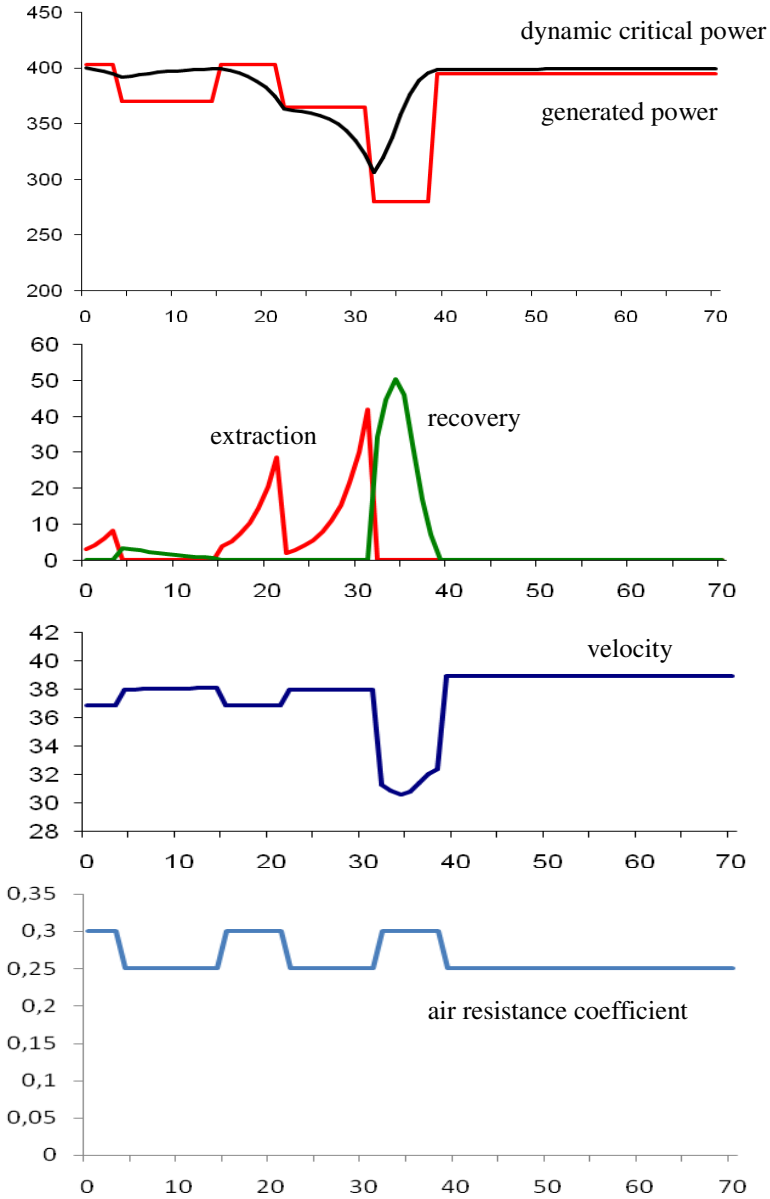 450
dynamic critical power
400
350
generated power
300
250
200
0 10 20 30 40 50 60 70
60
50
recovery
40
extraction
30
20
10
0
0 10 20 30 40 50 60 70
42
velocity
40
38
36
34
32
30
28
0 10 20 30 40 50 60 70
0,35
0,3
0,25
0,2
air resistance coefficient
0,15
0,1
0,05
0
0 10 20 30 40 50 60 70